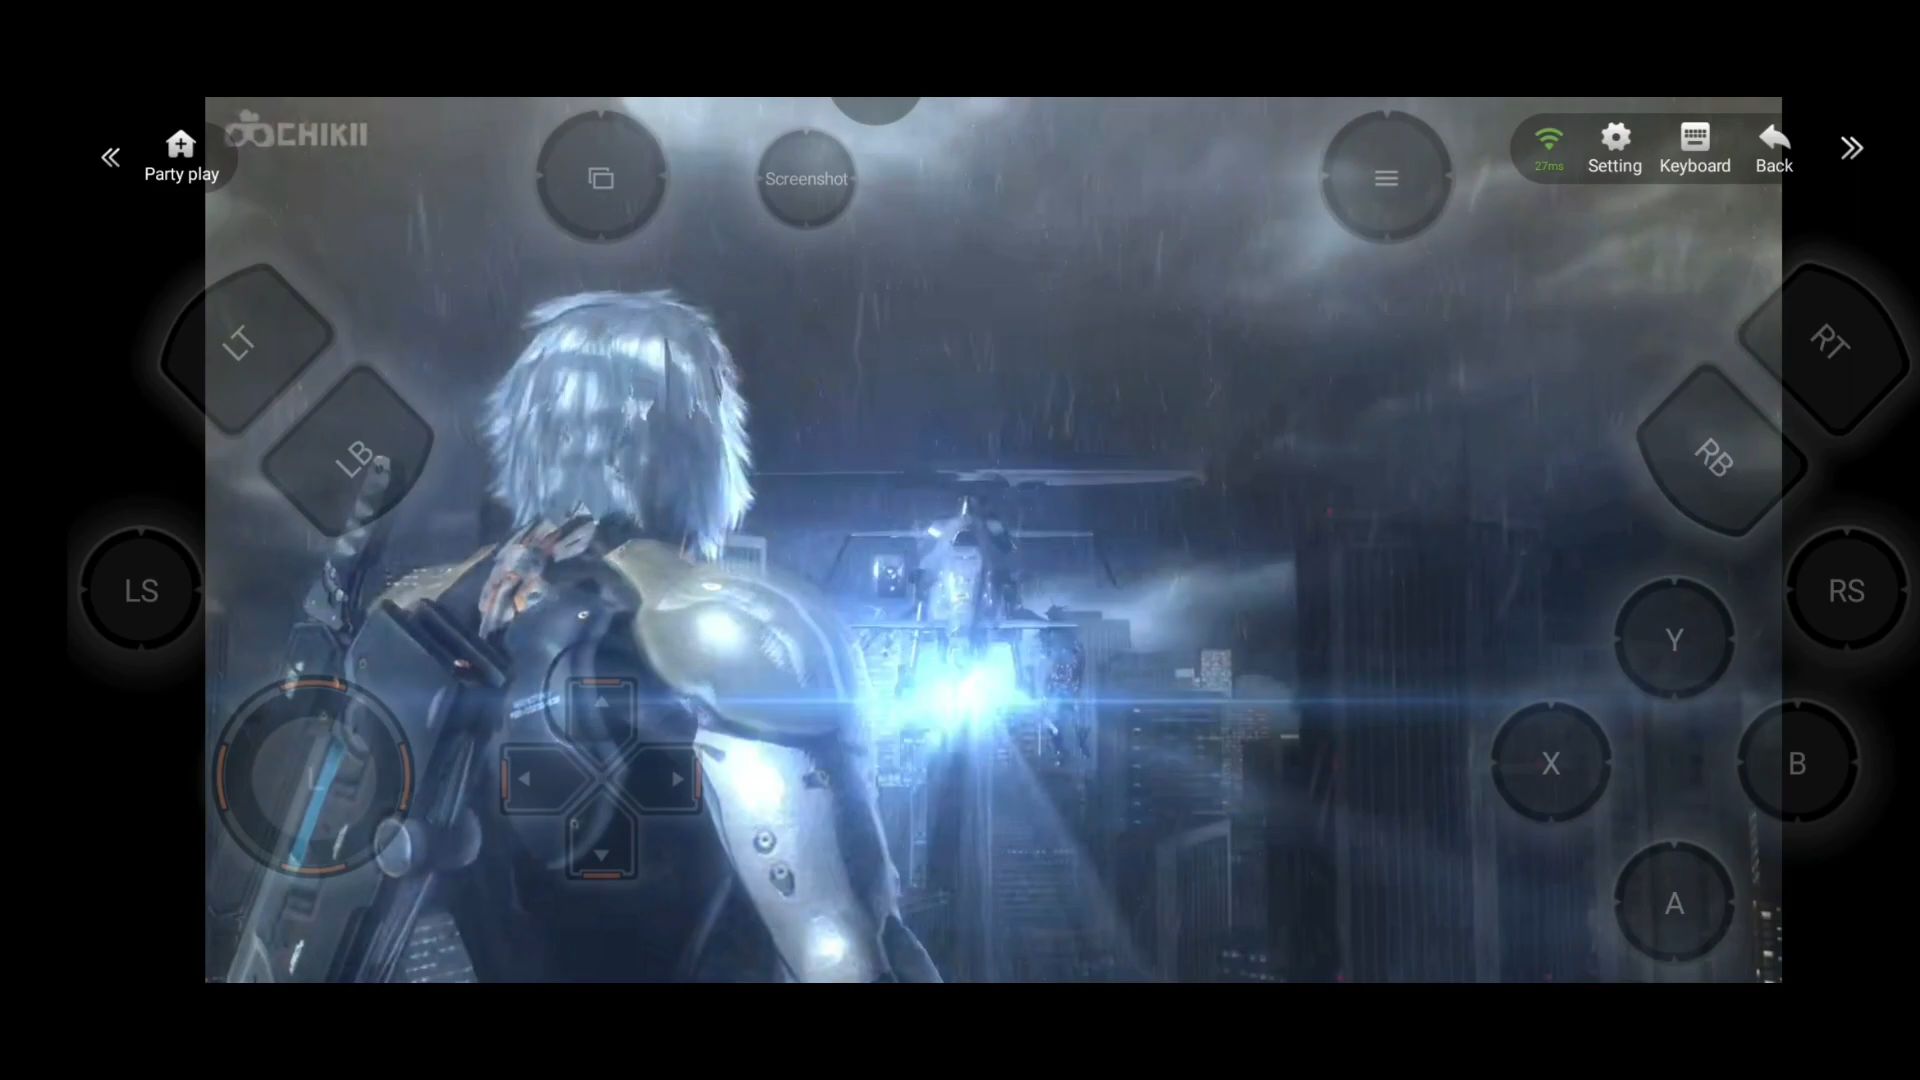 Party play
CHIKII
Screenshot
27ms
Setting
Keyboard
Back
LT
LB
RT
RB
LS
RS
L
Y
X
B
A